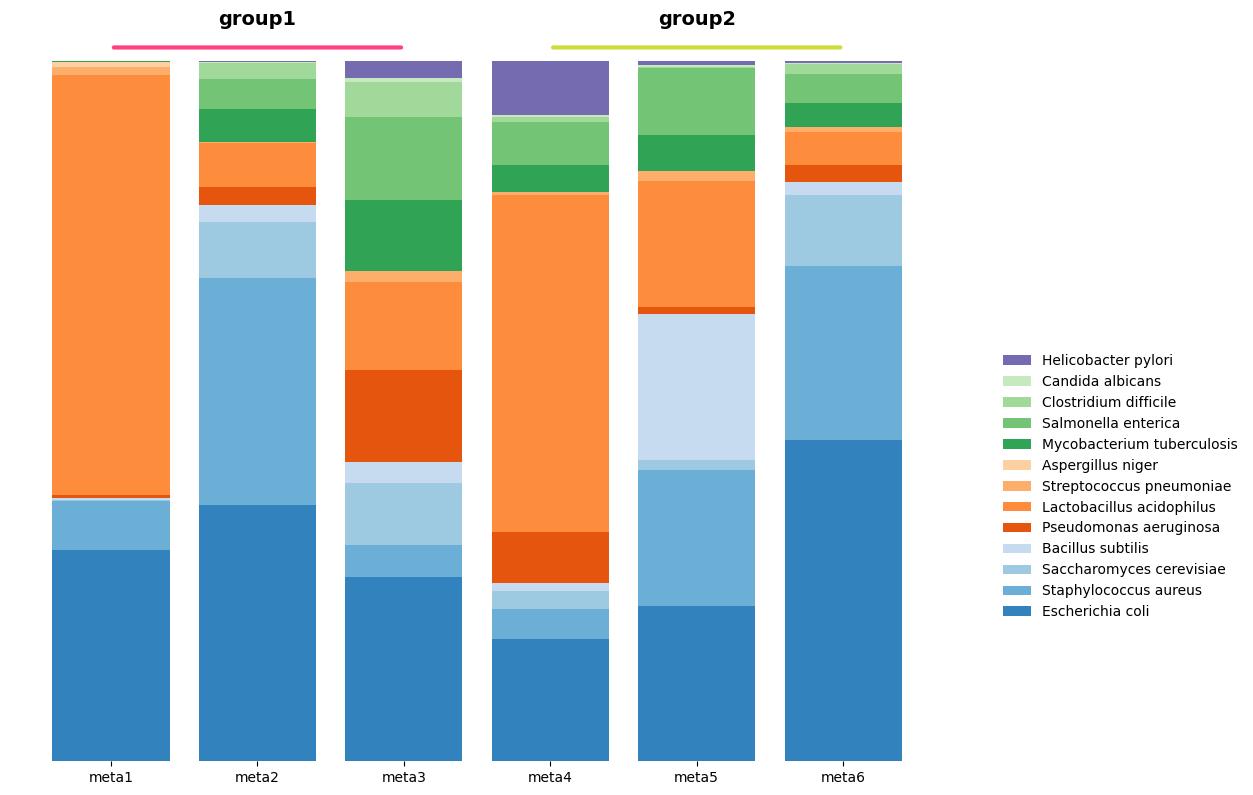 group1
group2
Helicobacter pylori
Candida albicans
Clostridium difficile
Salmonella enterica
Mycobacterium tuberculosis
Aspergillus niger
Streptococcus pneumoniae
Lactobacillus acidophilus
Pseudomonas aeruginosa
Bacillus subtilis
Saccharomyces cerevisiae
Staphylococcus aureus
Escherichia coli
meta1
meta2
meta3
meta4
meta5
meta6